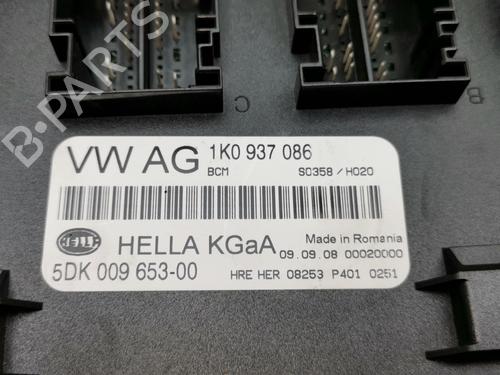 C
B
VW AG 1K0 937 086
BCM S0358 / H020
HELLA
HELLA KGaA Made in Romania
09.09.08 00020000
5DK 009 653-00 HRE HER 08253 P401 0251
B-PARTS